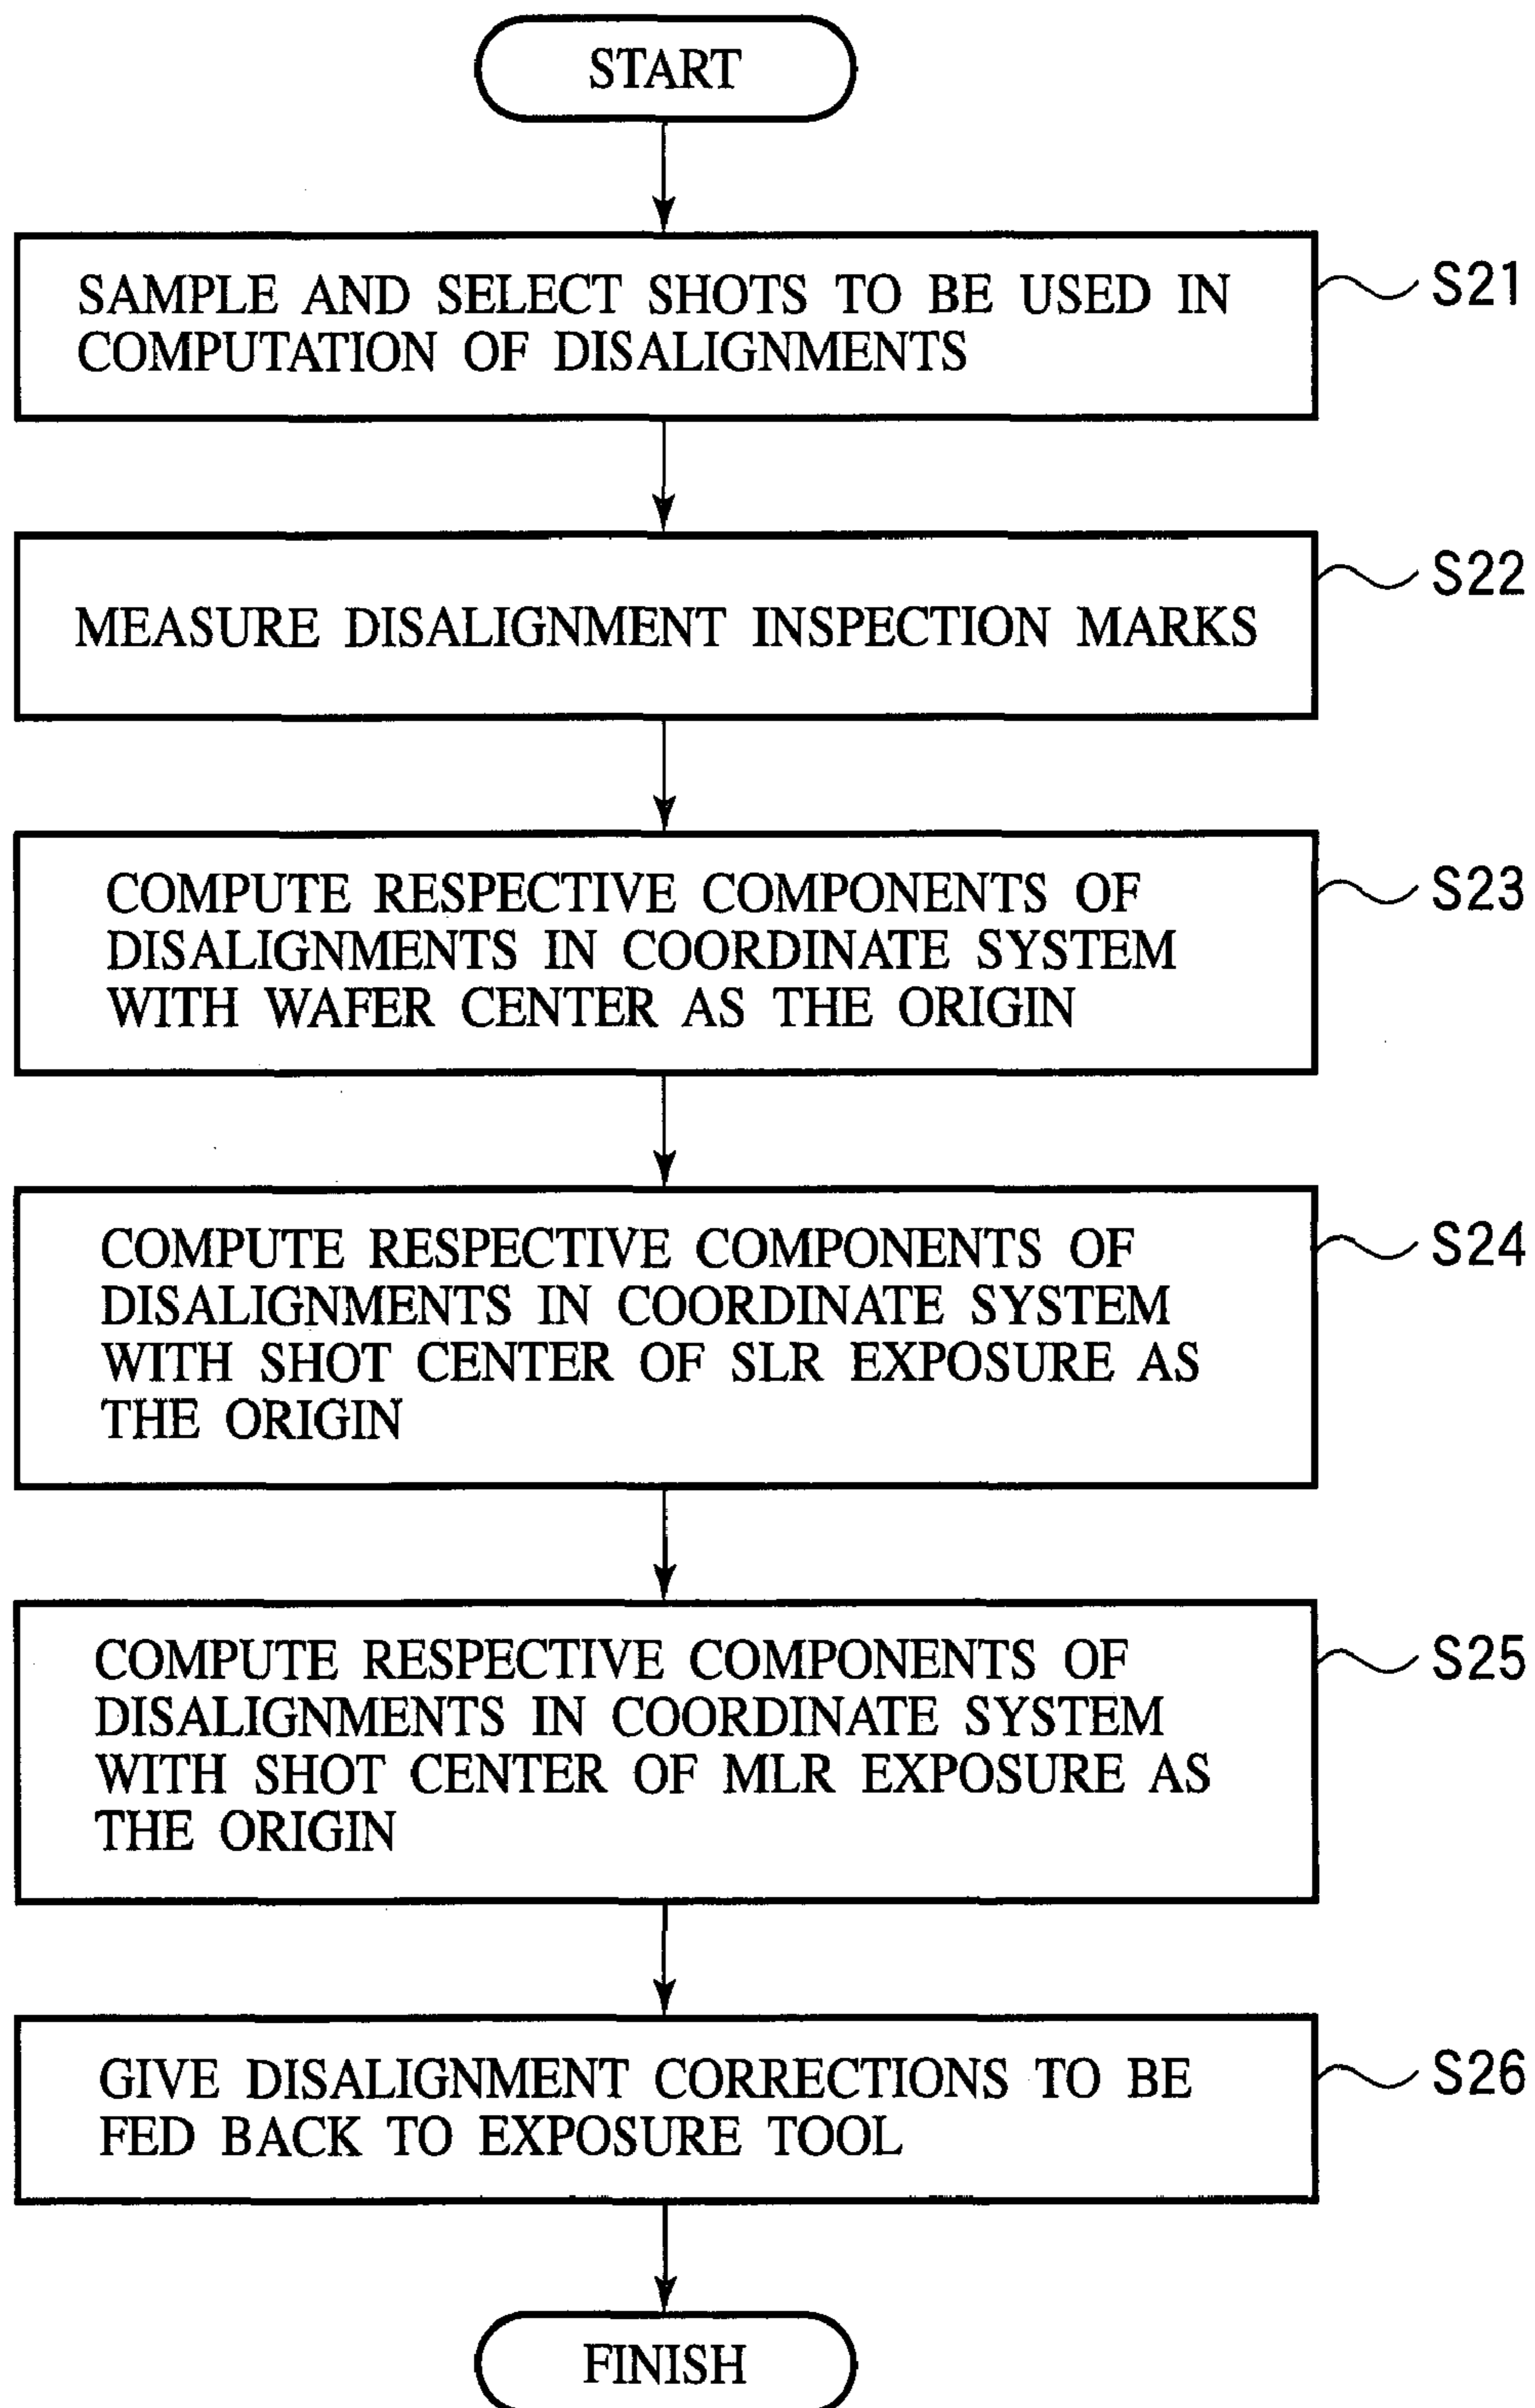 START
SAMPLE AND SELECT SHOTS TO BE USED IN
COMPUTATION OF DISALIGNMENTS
S21
MEASURE DISALIGNMENT INSPECTION MARKS
S22
COMPUTE RESPECTIVE COMPONENTS OF
DISALIGNMENTS IN COORDINATE SYSTEM
WITH WAFER CENTER AS THE ORIGIN
S23
COMPUTE RESPECTIVE COMPONENTS OF
DISALIGNMENTS IN COORDINATE SYSTEM
WITH SHOT CENTER OF SLR EXPOSURE AS
THE ORIGIN
S24
COMPUTE RESPECTIVE COMPONENTS OF
DISALIGNMENTS IN COORDINATE SYSTEM
WITH SHOT CENTER OF MLR EXPOSURE AS
THE ORIGIN
S25
GIVE DISALIGNMENT CORRECTIONS TO BE
FED BACK TO EXPOSURE TOOL
S26
FINISH